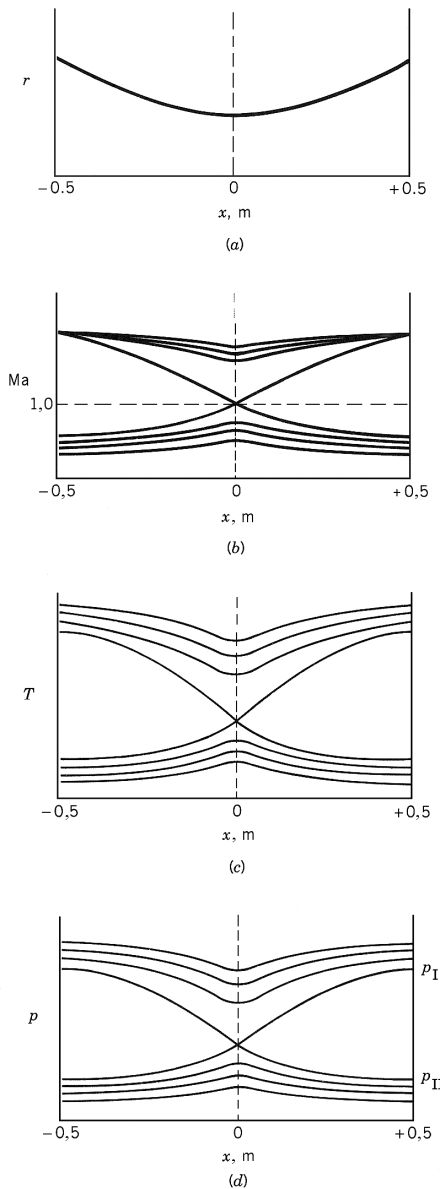 r
−0.5 0 +0.5
x, m
(a)
Ma
1,0
−0,5 0 +0,5
x, m
(b)
T
−0,5 0 +0,5
x, m
(c)
p
p_I
p_II
−0,5 0 +0,5
x, m
(d)